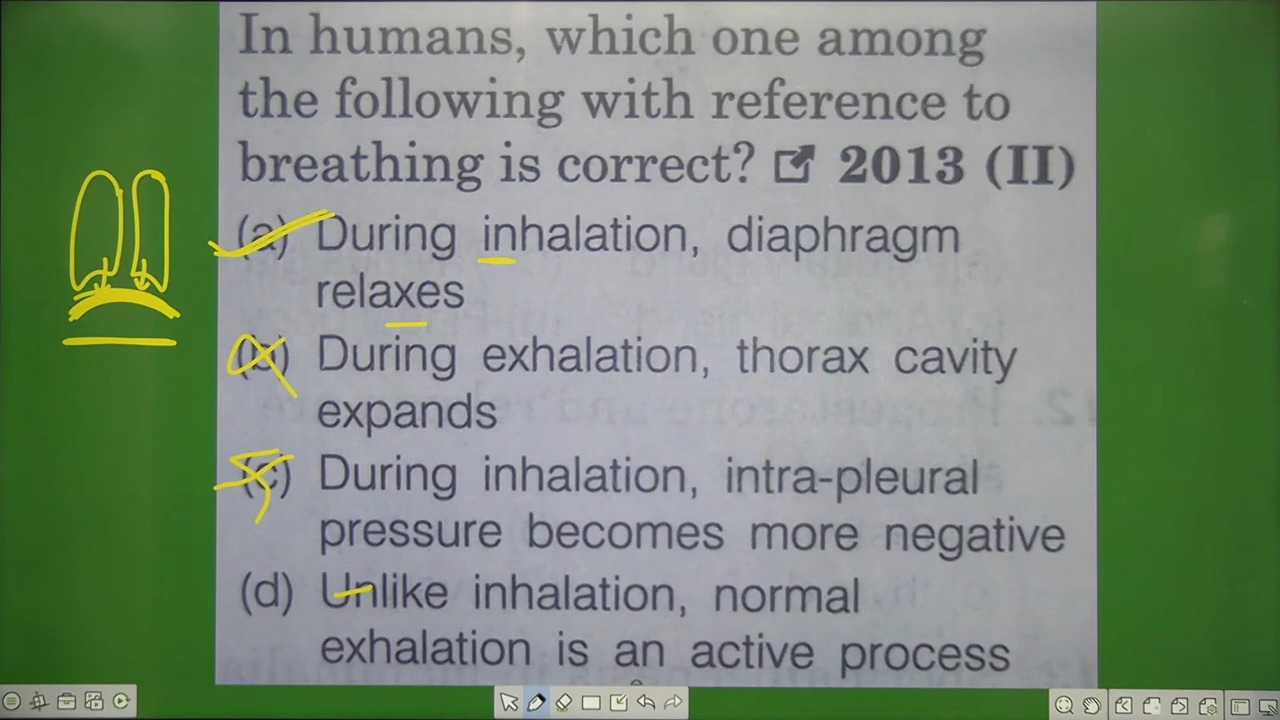 In humans, which one among
the following with reference to
breathing is correct? 2013 (II)
(a) During inhalation, diaphragm
relaxes
(b) During exhalation, thorax cavity
expands
(c) During inhalation, intra-pleural
pressure becomes more negative
(d) Unlike inhalation, normal
exhalation is an active process